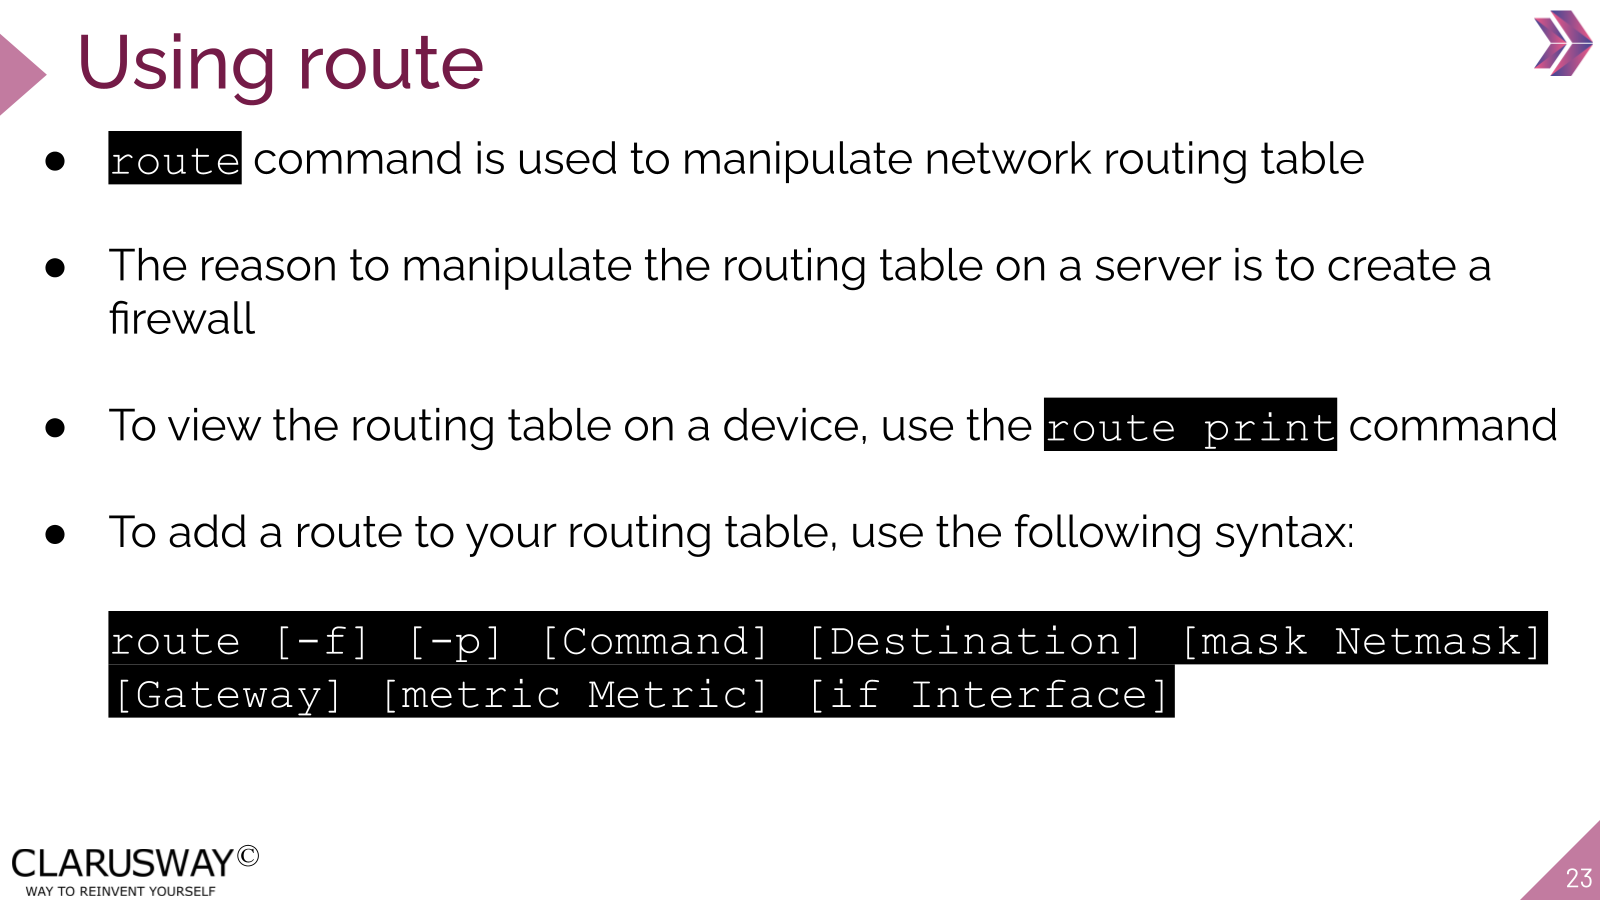 Using route
● route command is used to manipulate network routing table
● The reason to manipulate the routing table on a server is to create a
firewall
● To view the routing table on a device, use the route print command
● To add a route to your routing table, use the following syntax:
route [-f] [-p] [Command] [Destination] [mask Netmask]
[Gateway] [metric Metric] [if Interface]
CLARUSWAY©
WAY TO REINVENT YOURSELF
23